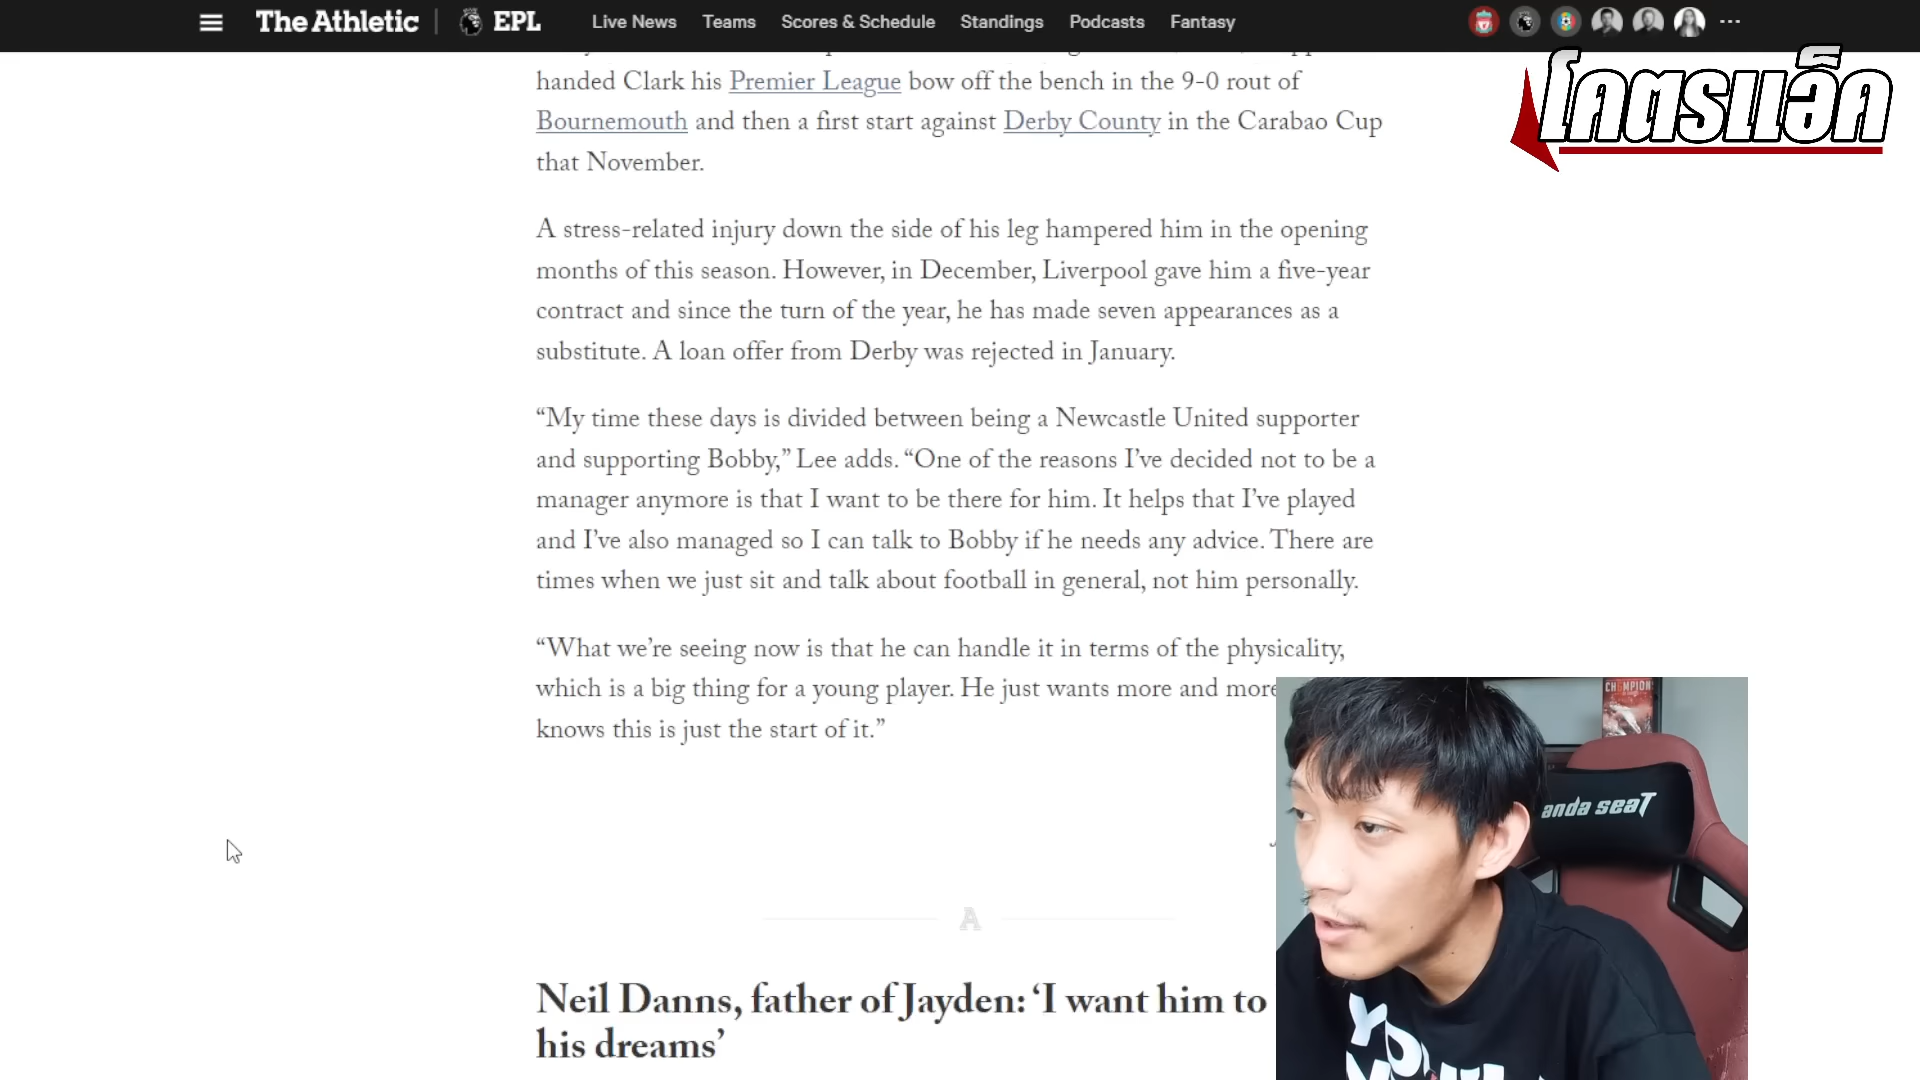 The Athletic EPL Live News Teams Scores & Schedule Standings Podcasts Fantasy
โคตรแอ็ค
handed Clark his Premier League bow off the bench in the 9-0 rout of
Bournemouth and then a first start against Derby County in the Carabao Cup
that November.
A stress-related injury down the side of his leg hampered him in the opening
months of this season. However, in December, Liverpool gave him a five-year
contract and since the turn of the year, he has made seven appearances as a
substitute. A loan offer from Derby was rejected in January.
“My time these days is divided between being a Newcastle United supporter
and supporting Bobby,” Lee adds. “One of the reasons I’ve decided not to be a
manager anymore is that I want to be there for him. It helps that I’ve played
and I’ve also managed so I can talk to Bobby if he needs any advice. There are
times when we just sit and talk about football in general, not him personally.
“What we’re seeing now is that he can handle it in terms of the physicality,
which is a big thing for a young player. He just wants more and more
knows this is just the start of it.”
CHAMPION
anda seaT
A
Neil Danns, father of Jayden: ‘I want him to
his dreams’